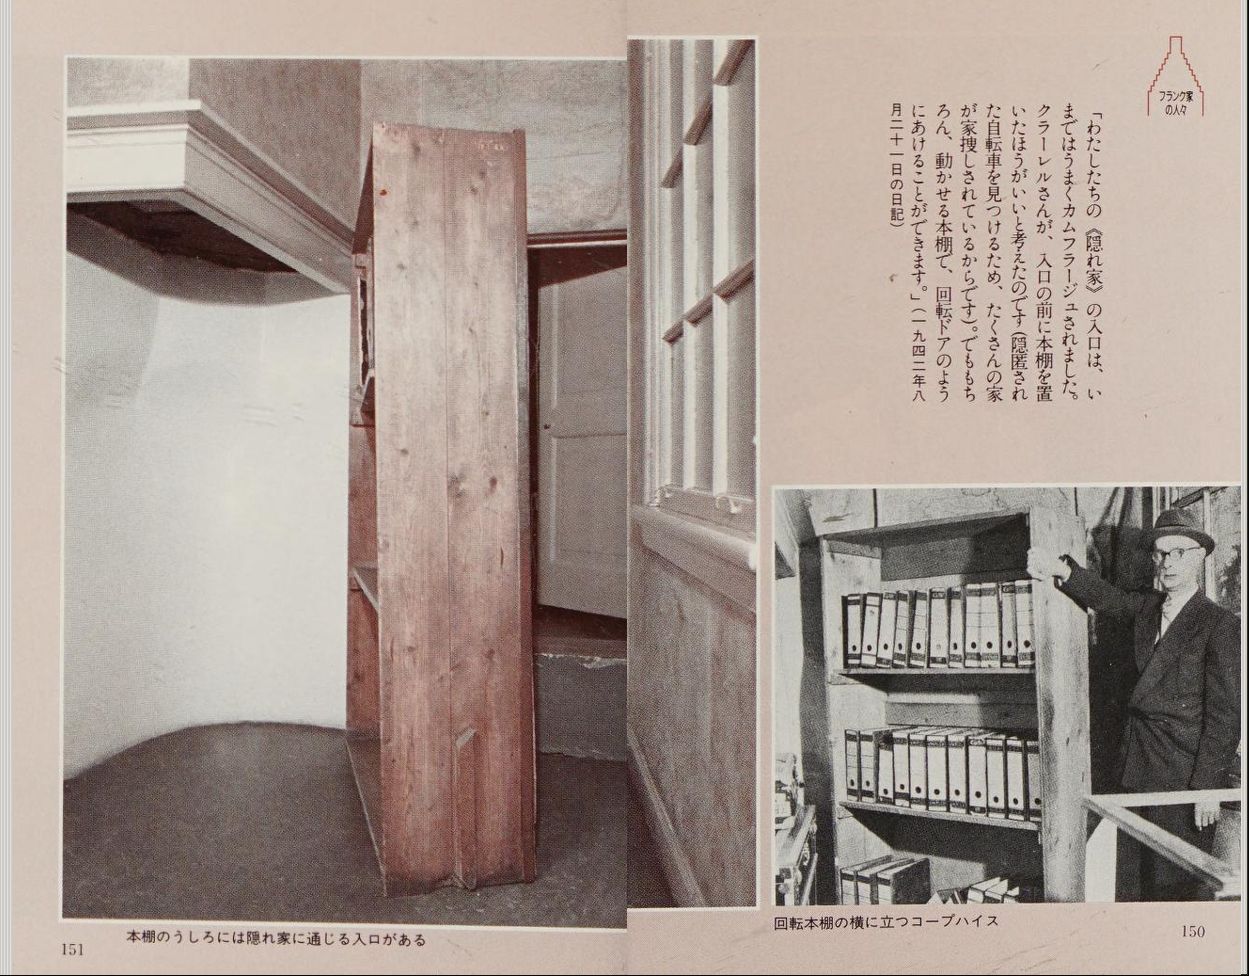 フランク家
の人々
「わたしたちの《隠れ家》の入口は、い
まではうまくカムフラージュされました。
クラーレルさんが、入口の前に本棚を置
いたほうがいいと考えたのです(隠匿され
た自転車を見つけるため、たくさんの家
が家捜しされているからです)。でももち
ろん、動かせる本棚で、回転ドアのよう
にあけることができます。」(一九四二年八
月二十一日の日記)
回転本棚の横に立つコープハイス
150
本棚のうしろには隠れ家に通じる入口がある
151